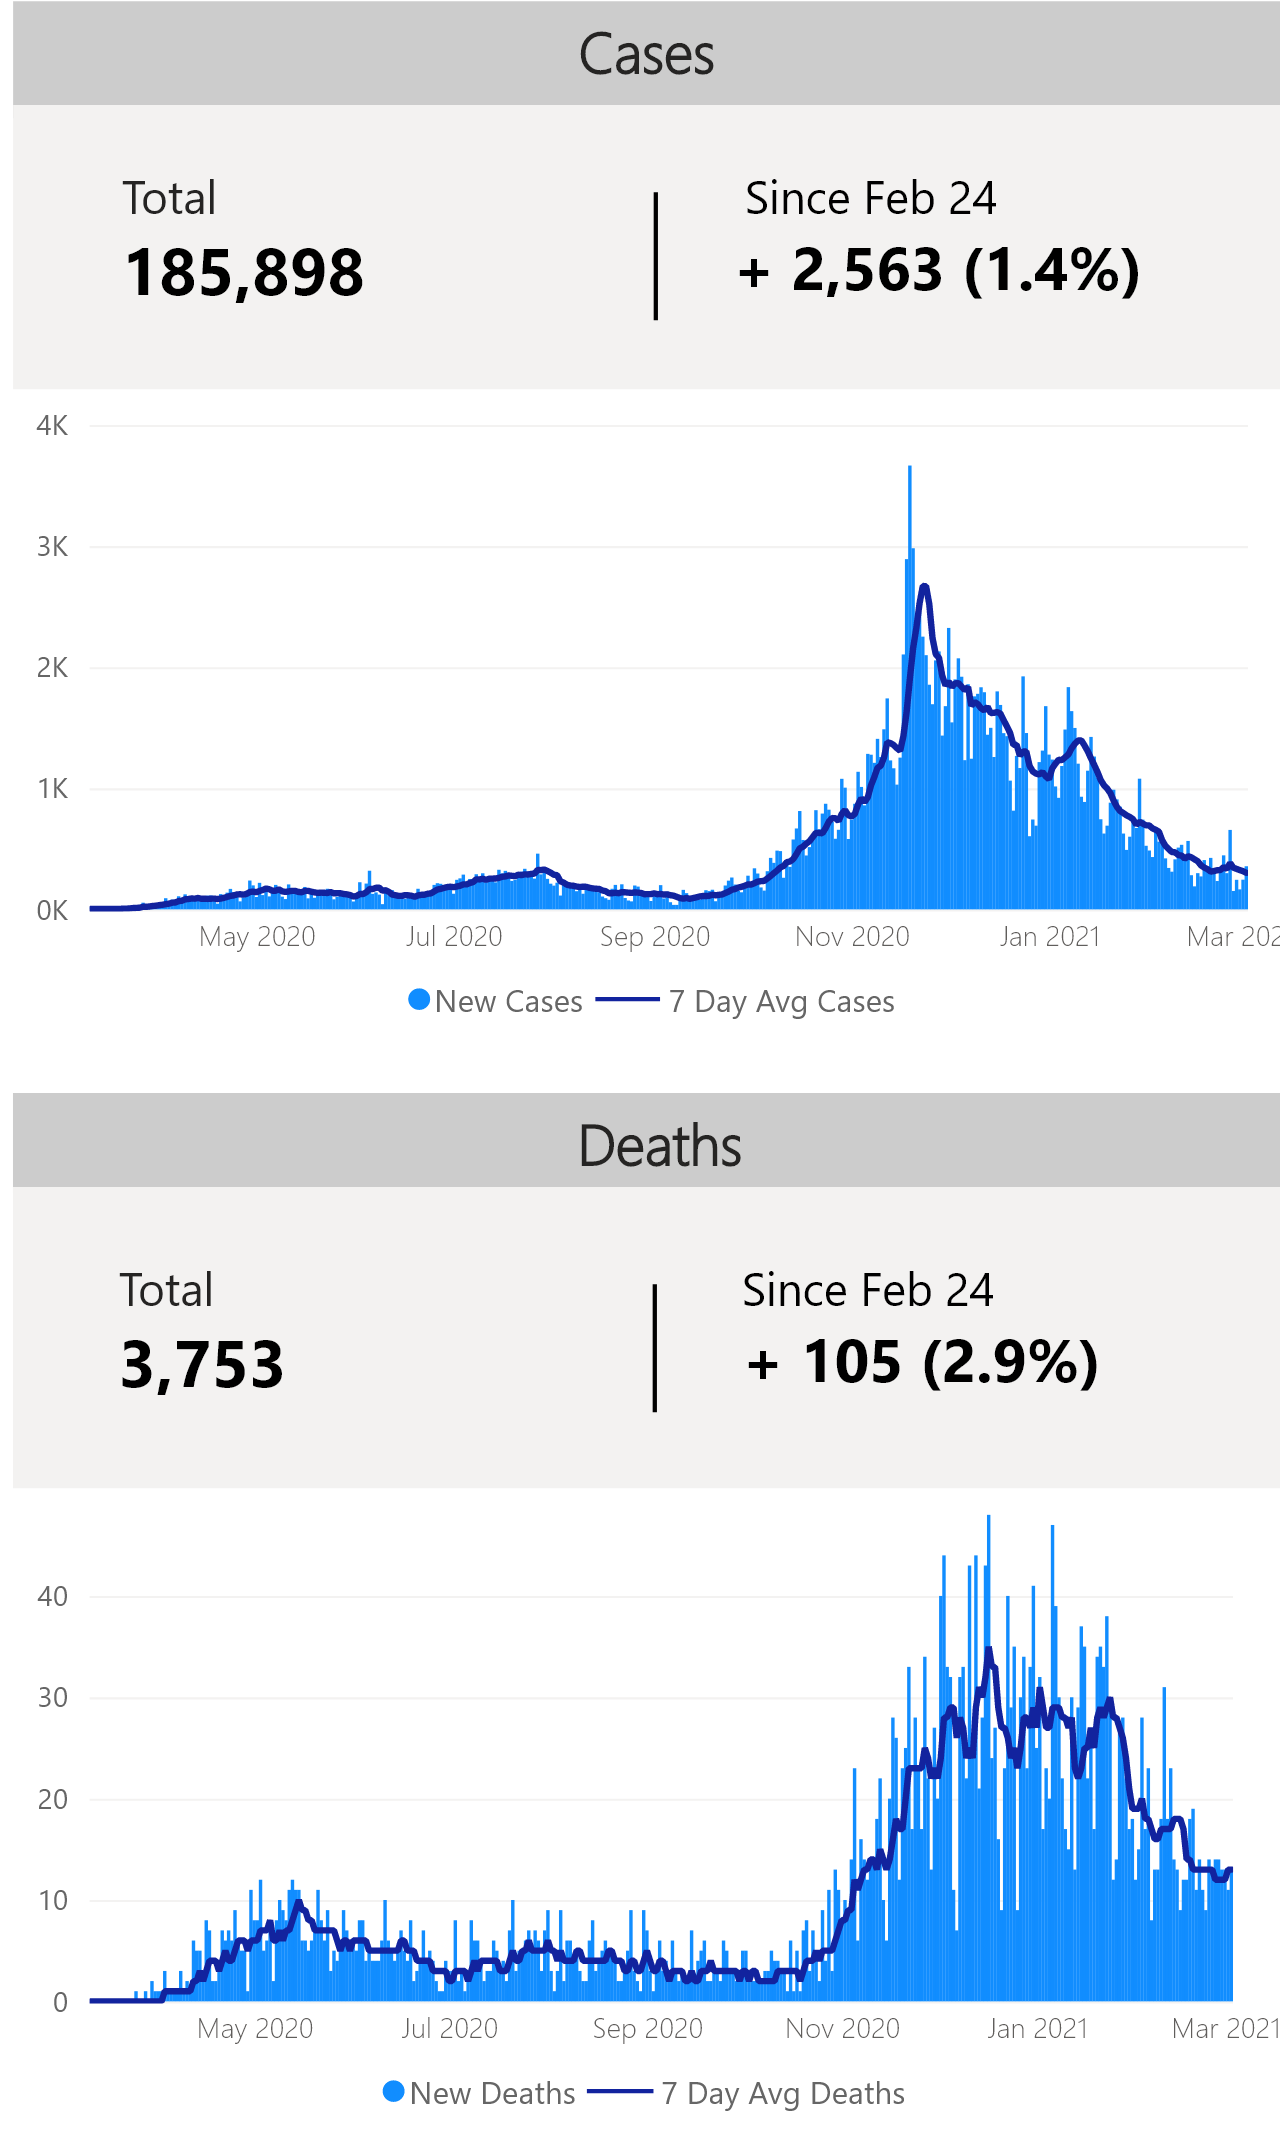 Cases
Total
185,898
Since Feb 24
+ 2,563 (1.4%)
4K
3K
2K
1K
0K
May 2020 Jul 2020 Sep 2020 Nov 2020 Jan 2021 Mar 202
New Cases 7 Day Avg Cases
Deaths
Total
3,753
Since Feb 24
+ 105 (2.9%)
40
30
20
10
0
May 2020 Jul 2020 Sep 2020 Nov 2020 Jan 2021 Mar 2021
New Deaths 7 Day Avg Deaths